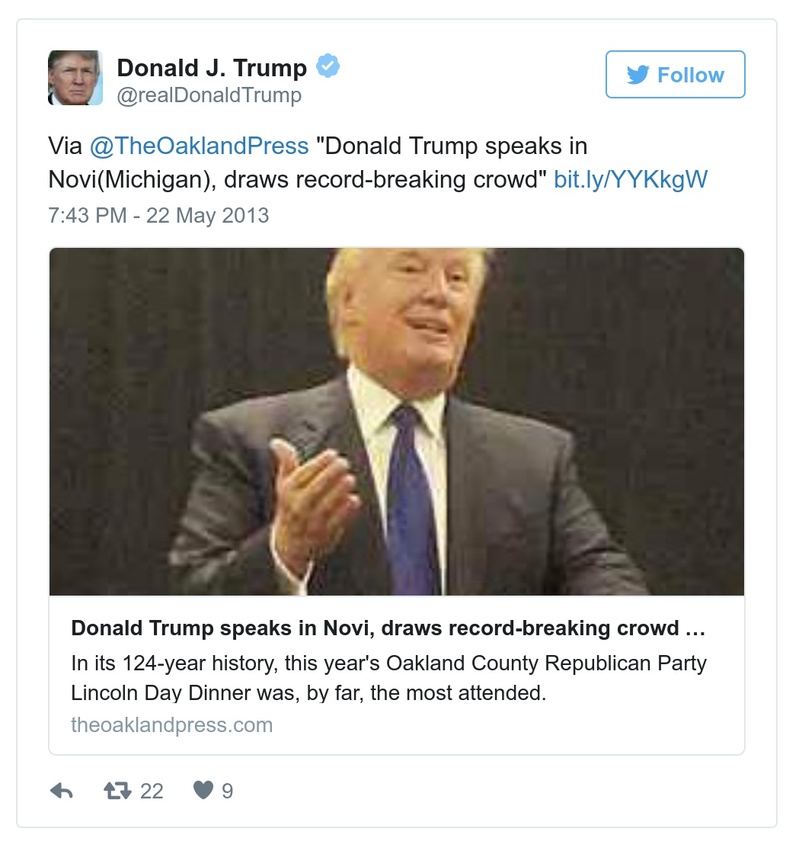 Donald J. Trump
@realDonaldTrump
Follow
Via @TheOaklandPress "Donald Trump speaks in
Novi(Michigan), draws record-breaking crowd" bit.ly/YYKkgW
7:43 PM - 22 May 2013
Donald Trump speaks in Novi, draws record-breaking crowd ...
In its 124-year history, this year's Oakland County Republican Party
Lincoln Day Dinner was, by far, the most attended.
theoaklandpress.com
22 9